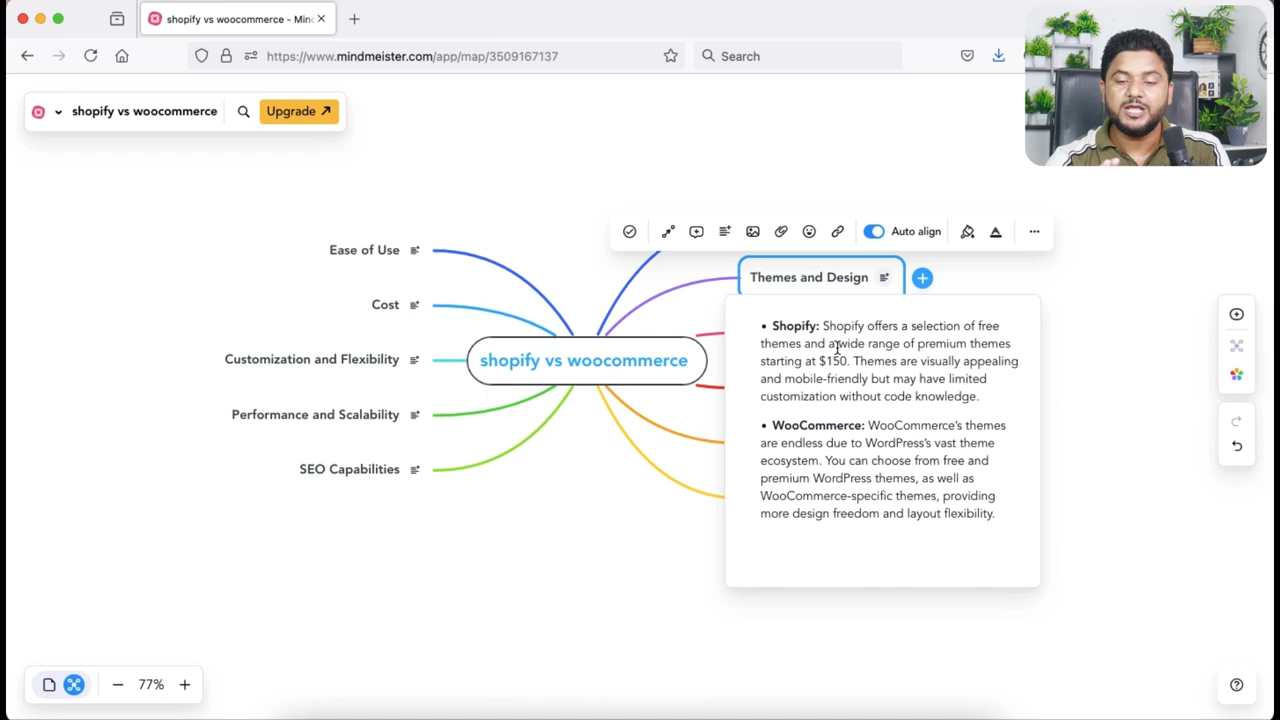 shopify vs woocommerce - Min
https://www.mindmeister.com/app/map/3509167137
Search
shopify vs woocommerce
Upgrade
Auto align
Ease of Use
Cost
Customization and Flexibility
Performance and Scalability
SEO Capabilities
shopify vs woocommerce
Themes and Design
• Shopify: Shopify offers a selection of free
themes and a wide range of premium themes
starting at $150. Themes are visually appealing
and mobile-friendly but may have limited
customization without code knowledge.
• WooCommerce: WooCommerce's themes
are endless due to WordPress's vast theme
ecosystem. You can choose from free and
premium WordPress themes, as well as
WooCommerce-specific themes, providing
more design freedom and layout flexibility.
77%